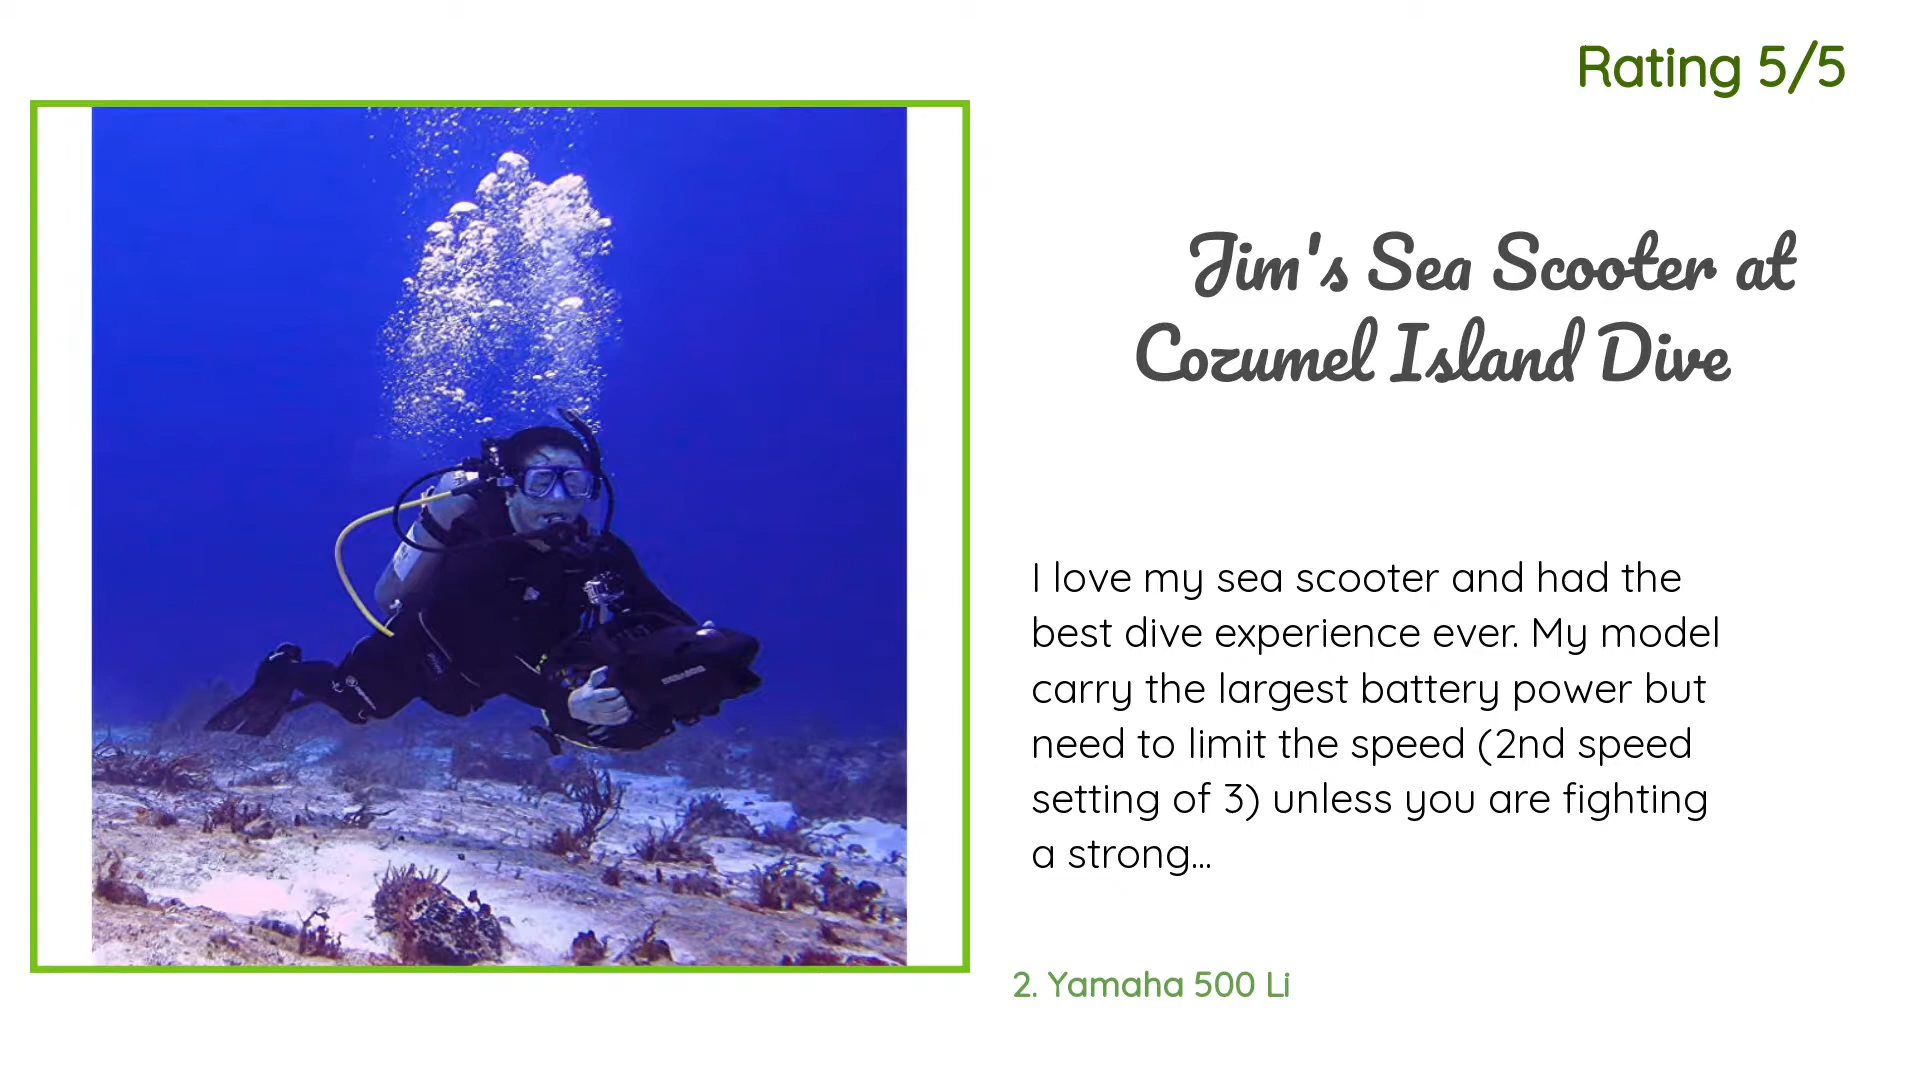 Rating 5/5
Jim's Sea Scooter at
Cozumel Island Dive
I love my sea scooter and had the
best dive experience ever. My model
carry the largest battery power but
need to limit the speed (2nd speed
setting of 3) unless you are fighting
a strong...
2. Yamaha 500 Li